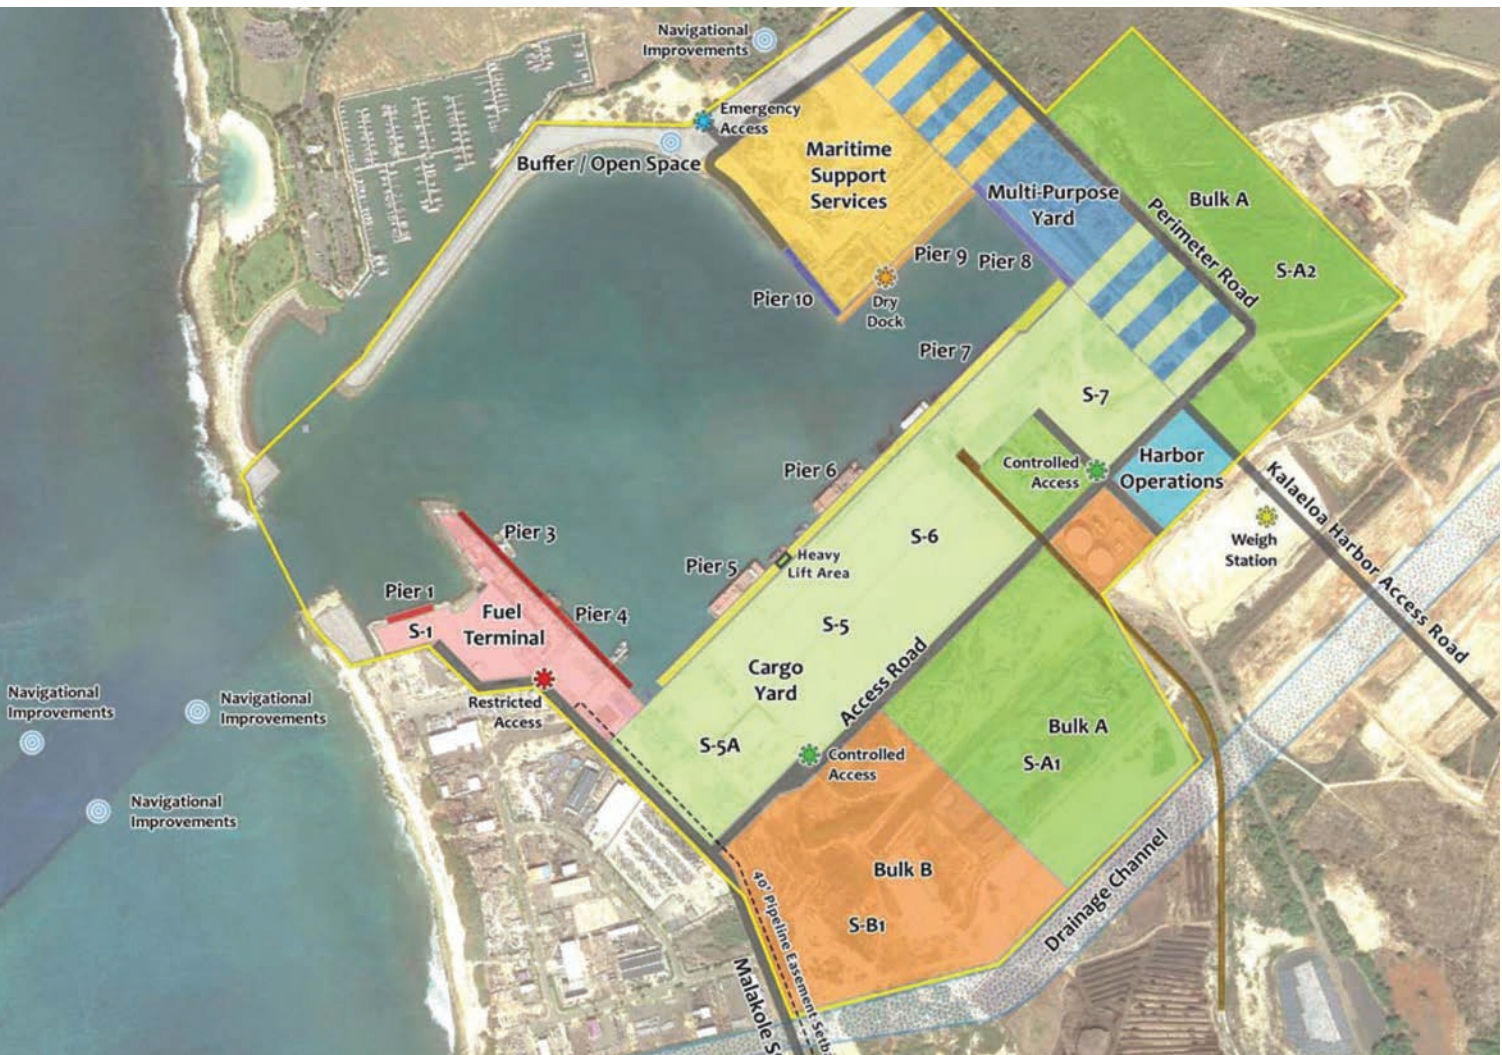 Navigational
Improvements
Emergency
Access
Buffer / Open Space
Maritime
Support
Services
Multi-Purpose
Yard
Bulk A
S-A2
Perimeter Road
Pier 9
Pier 8
Pier 10
Dry
Dock
Pier 7
S-7
Controlled
Access
Harbor
Operations
Kalaeloa Harbor Access Road
Weigh
Station
Pier 6
S-6
Pier 5
Heavy
Lift Area
S-5
Pier 3
Pier 1
S-1
Fuel
Terminal
Pier 4
Cargo
Yard
Access Road
Restricted
Access
S-5A
Controlled
Access
Bulk A
S-A1
Navigational
Improvements
Navigational
Improvements
Navigational
Improvements
Bulk B
S-B1
Drainage Channel
40' Pipeline Easement
Malakole